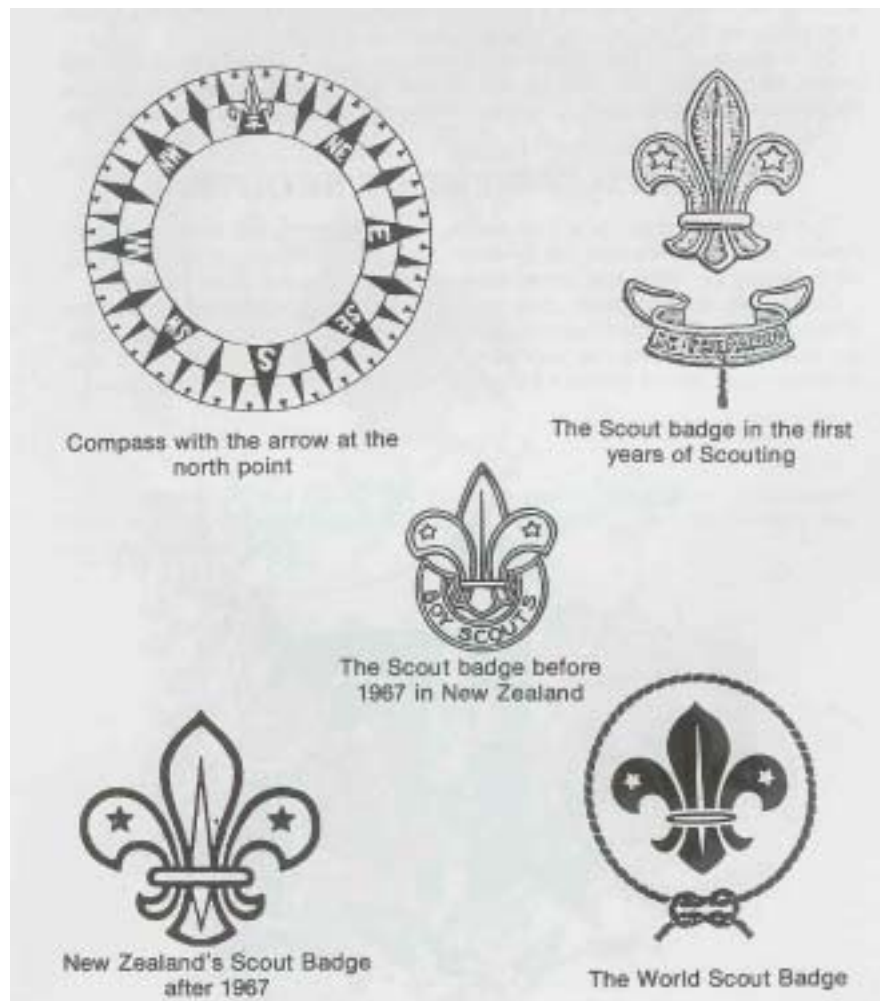 NE
E
SE
S
SW
W
NW
Compass with the arrow at the
north point
BE PREPARED
The Scout badge in the first
years of Scouting
BOY SCOUTS
The Scout badge before
1967 in New Zealand
New Zealand's Scout Badge
after 1967
The World Scout Badge